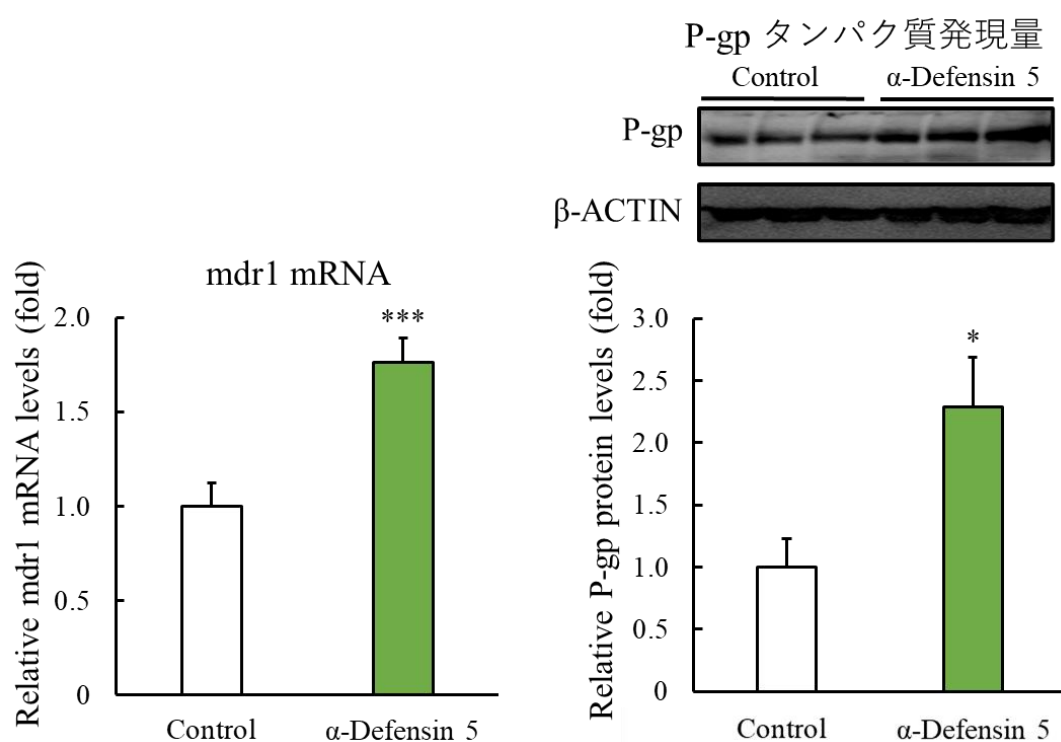 P-gp タンパク質発現量
Control
α-Defensin 5
P-gp
β-ACTIN
mdr1 mRNA
Relative mdr1 mRNA levels (fold)
2.0
1.5
1.0
0.5
0
***
Control
α-Defensin 5
Relative P-gp protein levels (fold)
3.0
2.5
2.0
1.5
1.0
0.5
0
*
Control
α-Defensin 5